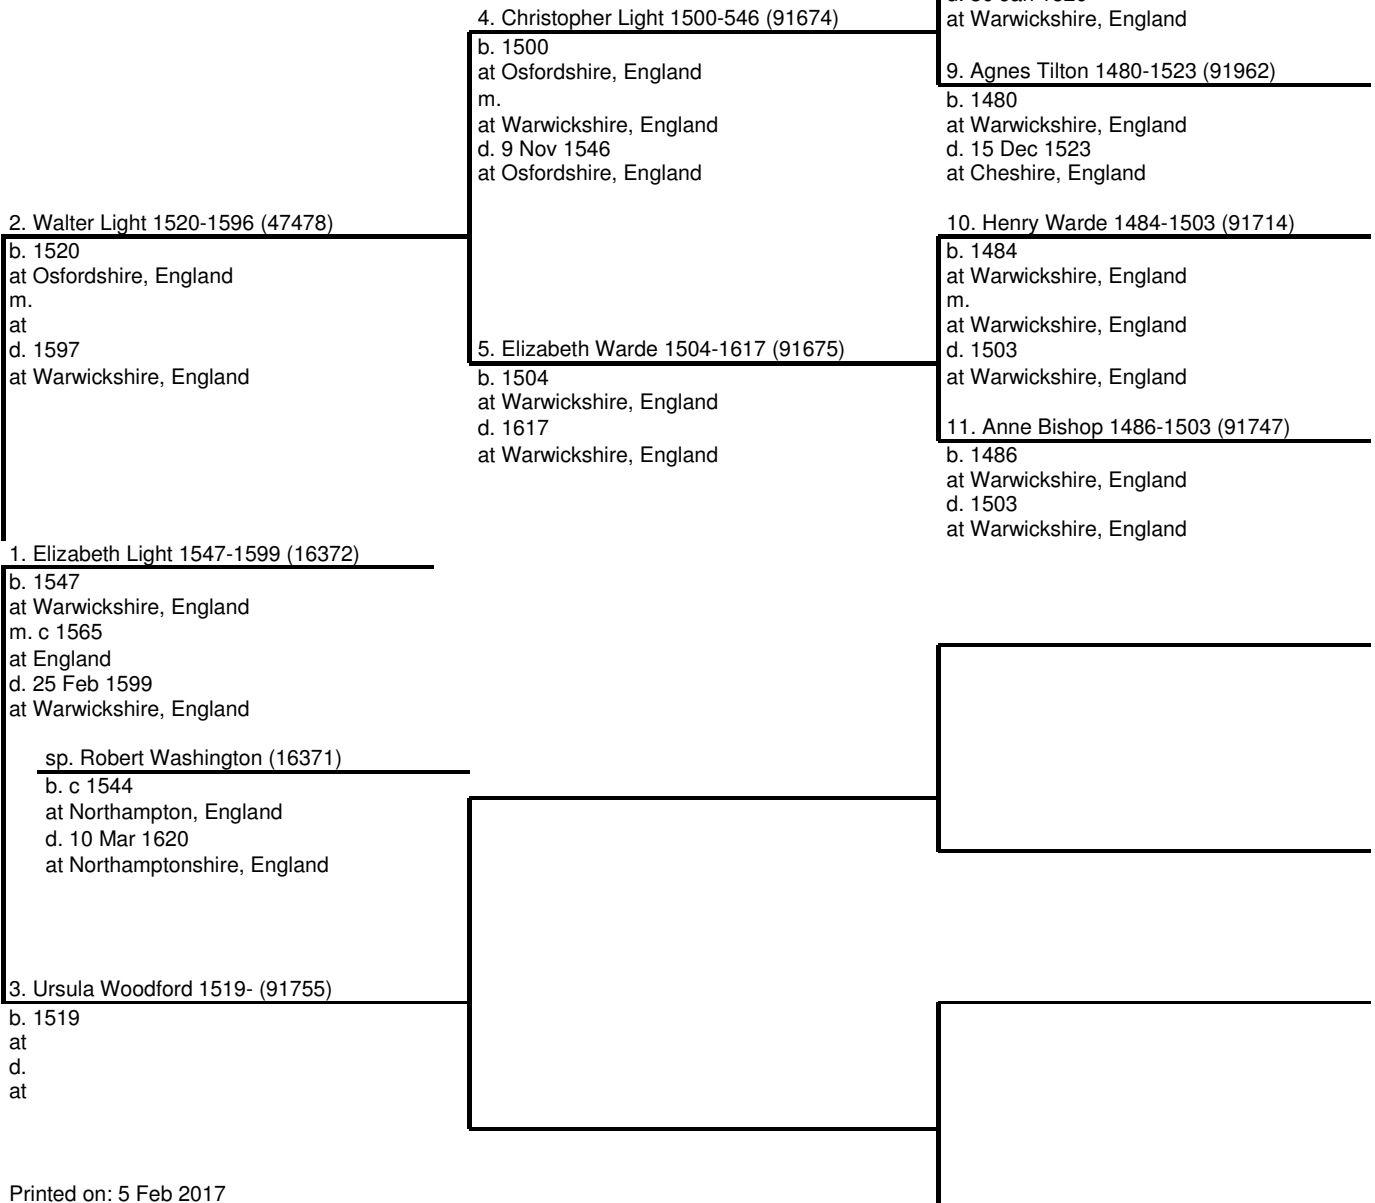 4. Christopher Light 1500-546 (91674)
b. 1500
at Osfordshire, England
m.
at Warwickshire, England
d. 9 Nov 1546
at Osfordshire, England
at Warwickshire, England
9. Agnes Tilton 1480-1523 (91962)
b. 1480
at Warwickshire, England
d. 15 Dec 1523
at Cheshire, England
2. Walter Light 1520-1596 (47478)
b. 1520
at Osfordshire, England
m.
at
d. 1597
at Warwickshire, England
10. Henry Warde 1484-1503 (91714)
b. 1484
at Warwickshire, England
m.
at Warwickshire, England
d. 1503
at Warwickshire, England
5. Elizabeth Warde 1504-1617 (91675)
b. 1504
at Warwickshire, England
d. 1617
at Warwickshire, England
11. Anne Bishop 1486-1503 (91747)
b. 1486
at Warwickshire, England
d. 1503
at Warwickshire, England
1. Elizabeth Light 1547-1599 (16372)
b. 1547
at Warwickshire, England
m. c 1565
at England
d. 25 Feb 1599
at Warwickshire, England
sp. Robert Washington (16371)
b. c 1544
at Northampton, England
d. 10 Mar 1620
at Northamptonshire, England
3. Ursula Woodford 1519- (91755)
b. 1519
at
d.
at
Printed on: 5 Feb 2017